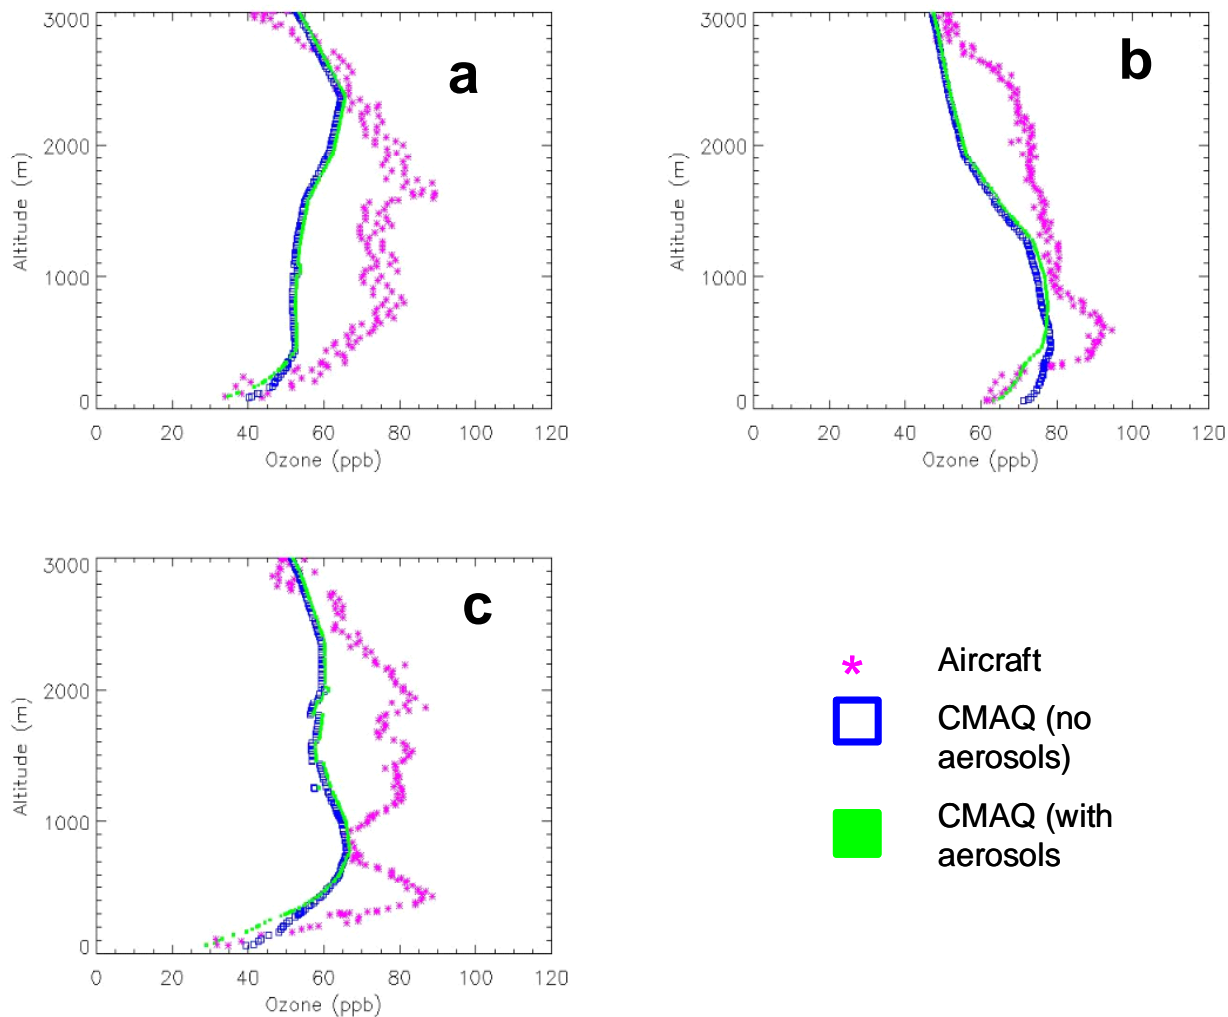 a
3000
2000
1000
0
Altitude (m)
0 20 40 60 80 100 120
Ozone (ppb)
b
3000
2000
1000
0
Altitude (m)
0 20 40 60 80 100 120
Ozone (ppb)
c
3000
2000
1000
0
Altitude (m)
0 20 40 60 80 100 120
Ozone (ppb)
* Aircraft
CMAQ (no
aerosols)
CMAQ (with
aerosols